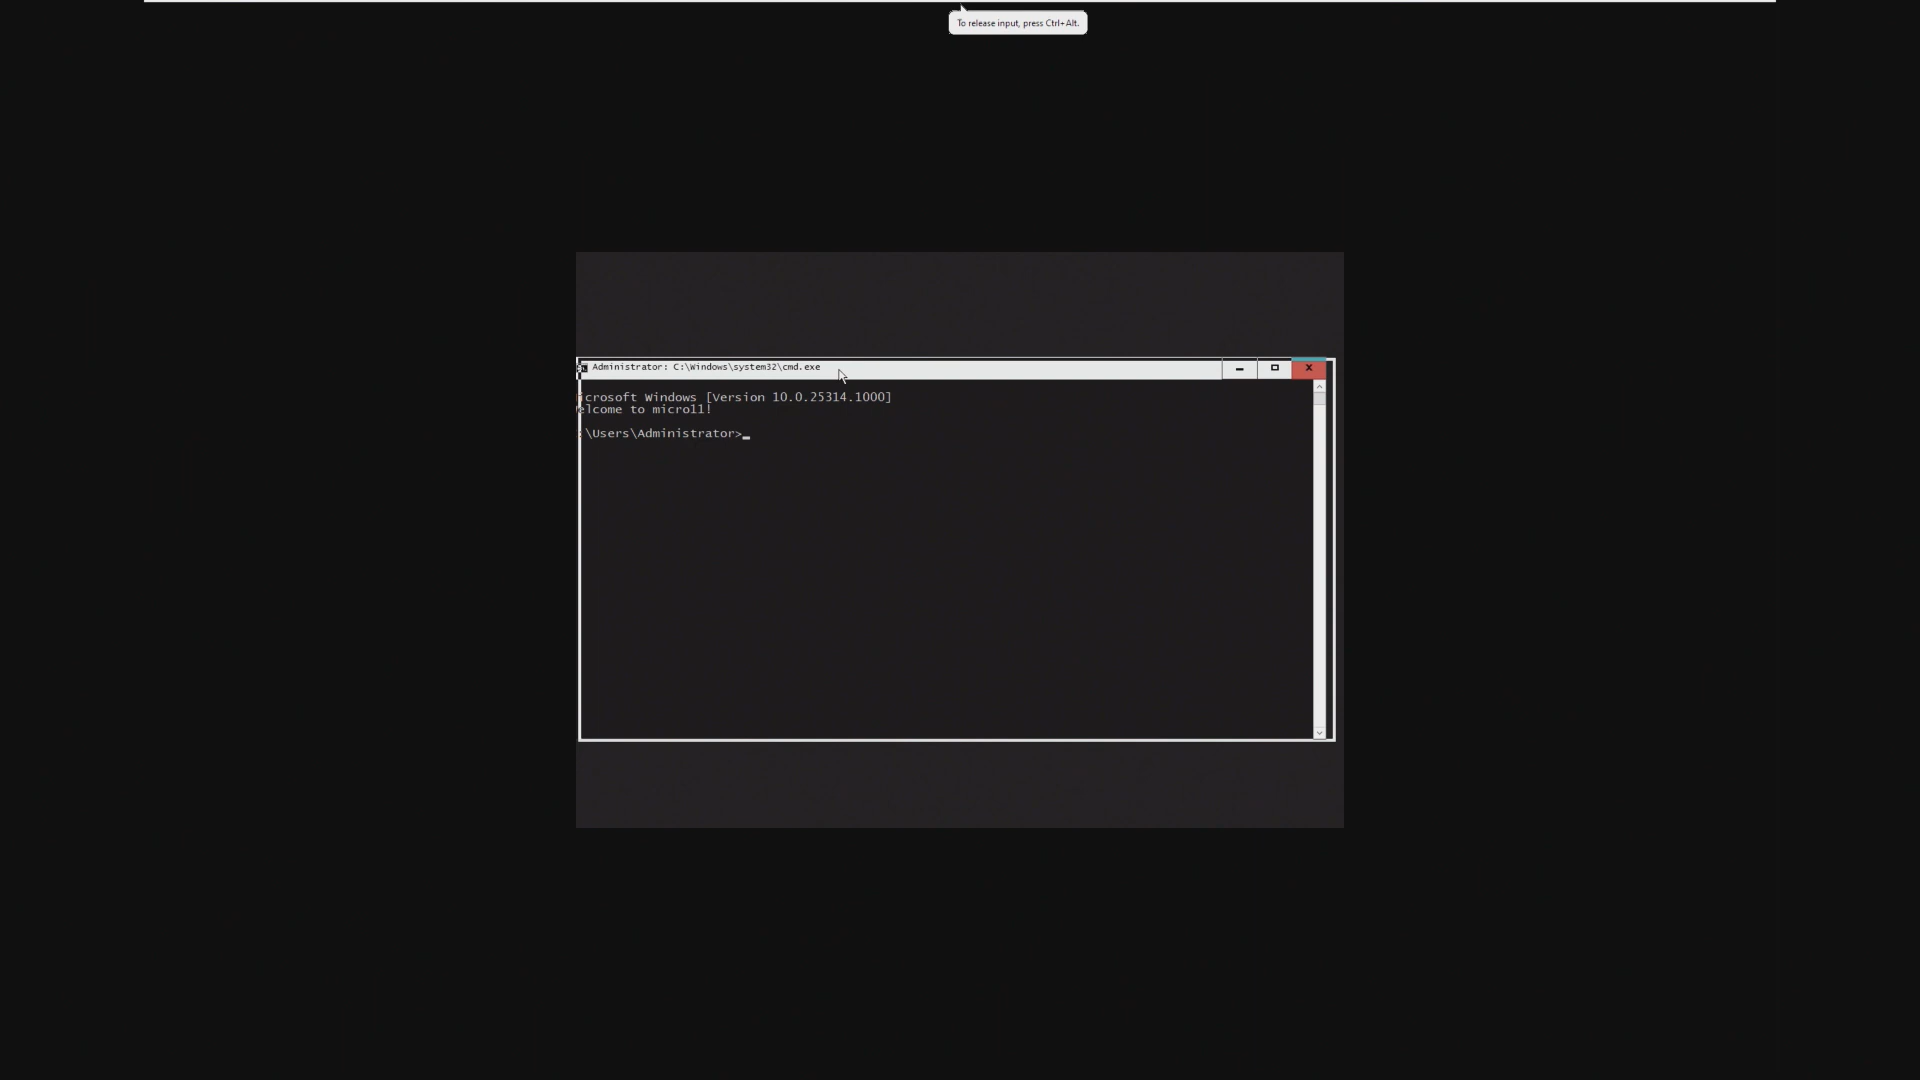 To release input, press Ctrl+Alt.
Administrator: C:\Windows\system32\cmd.exe
icrosoft Windows [Version 10.0.25314.1000]
elcome to micro11!
:\Users\Administrator>